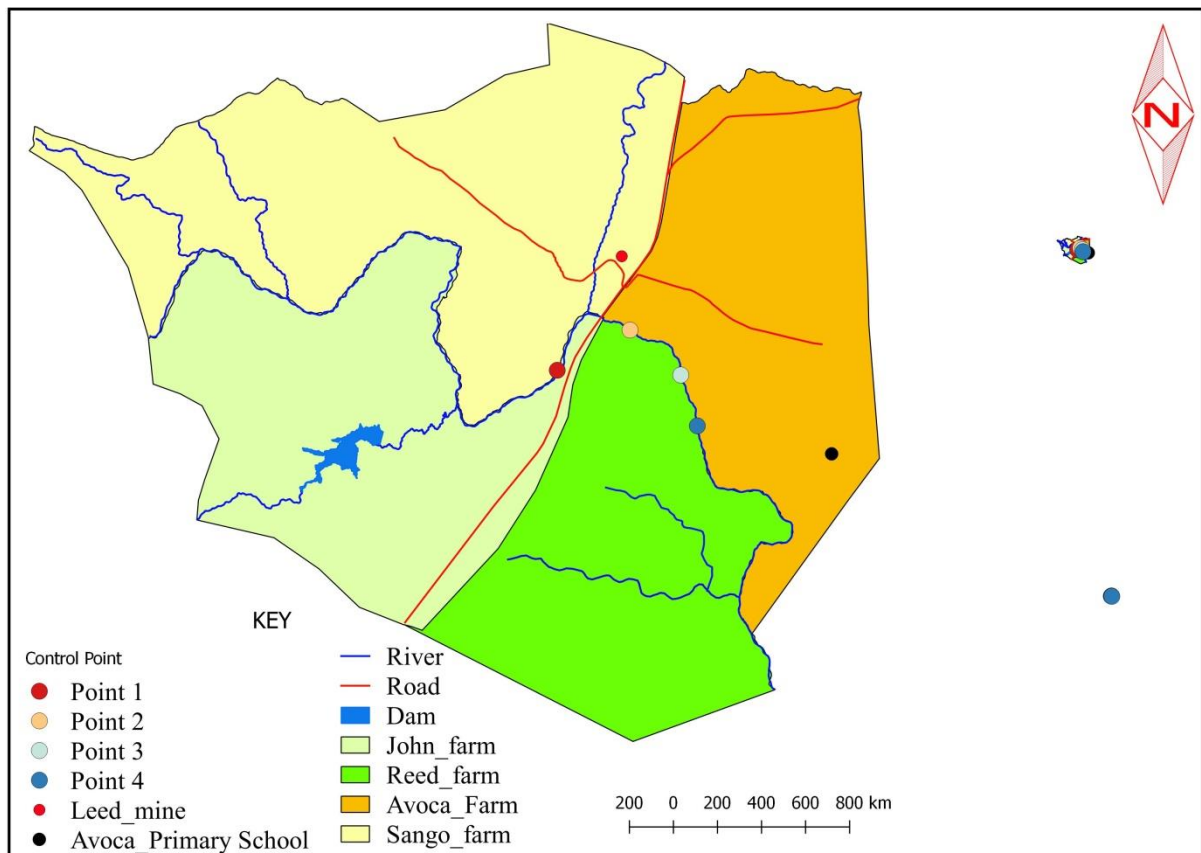 N
KEY
Control Point
Point 1
Point 2
Point 3
Point 4
Leed_mine
Avoca_Primary School
River
Road
Dam
John_farm
Reed_farm
Avoca_Farm
Sango_farm
200 0 200 400 600 800 km